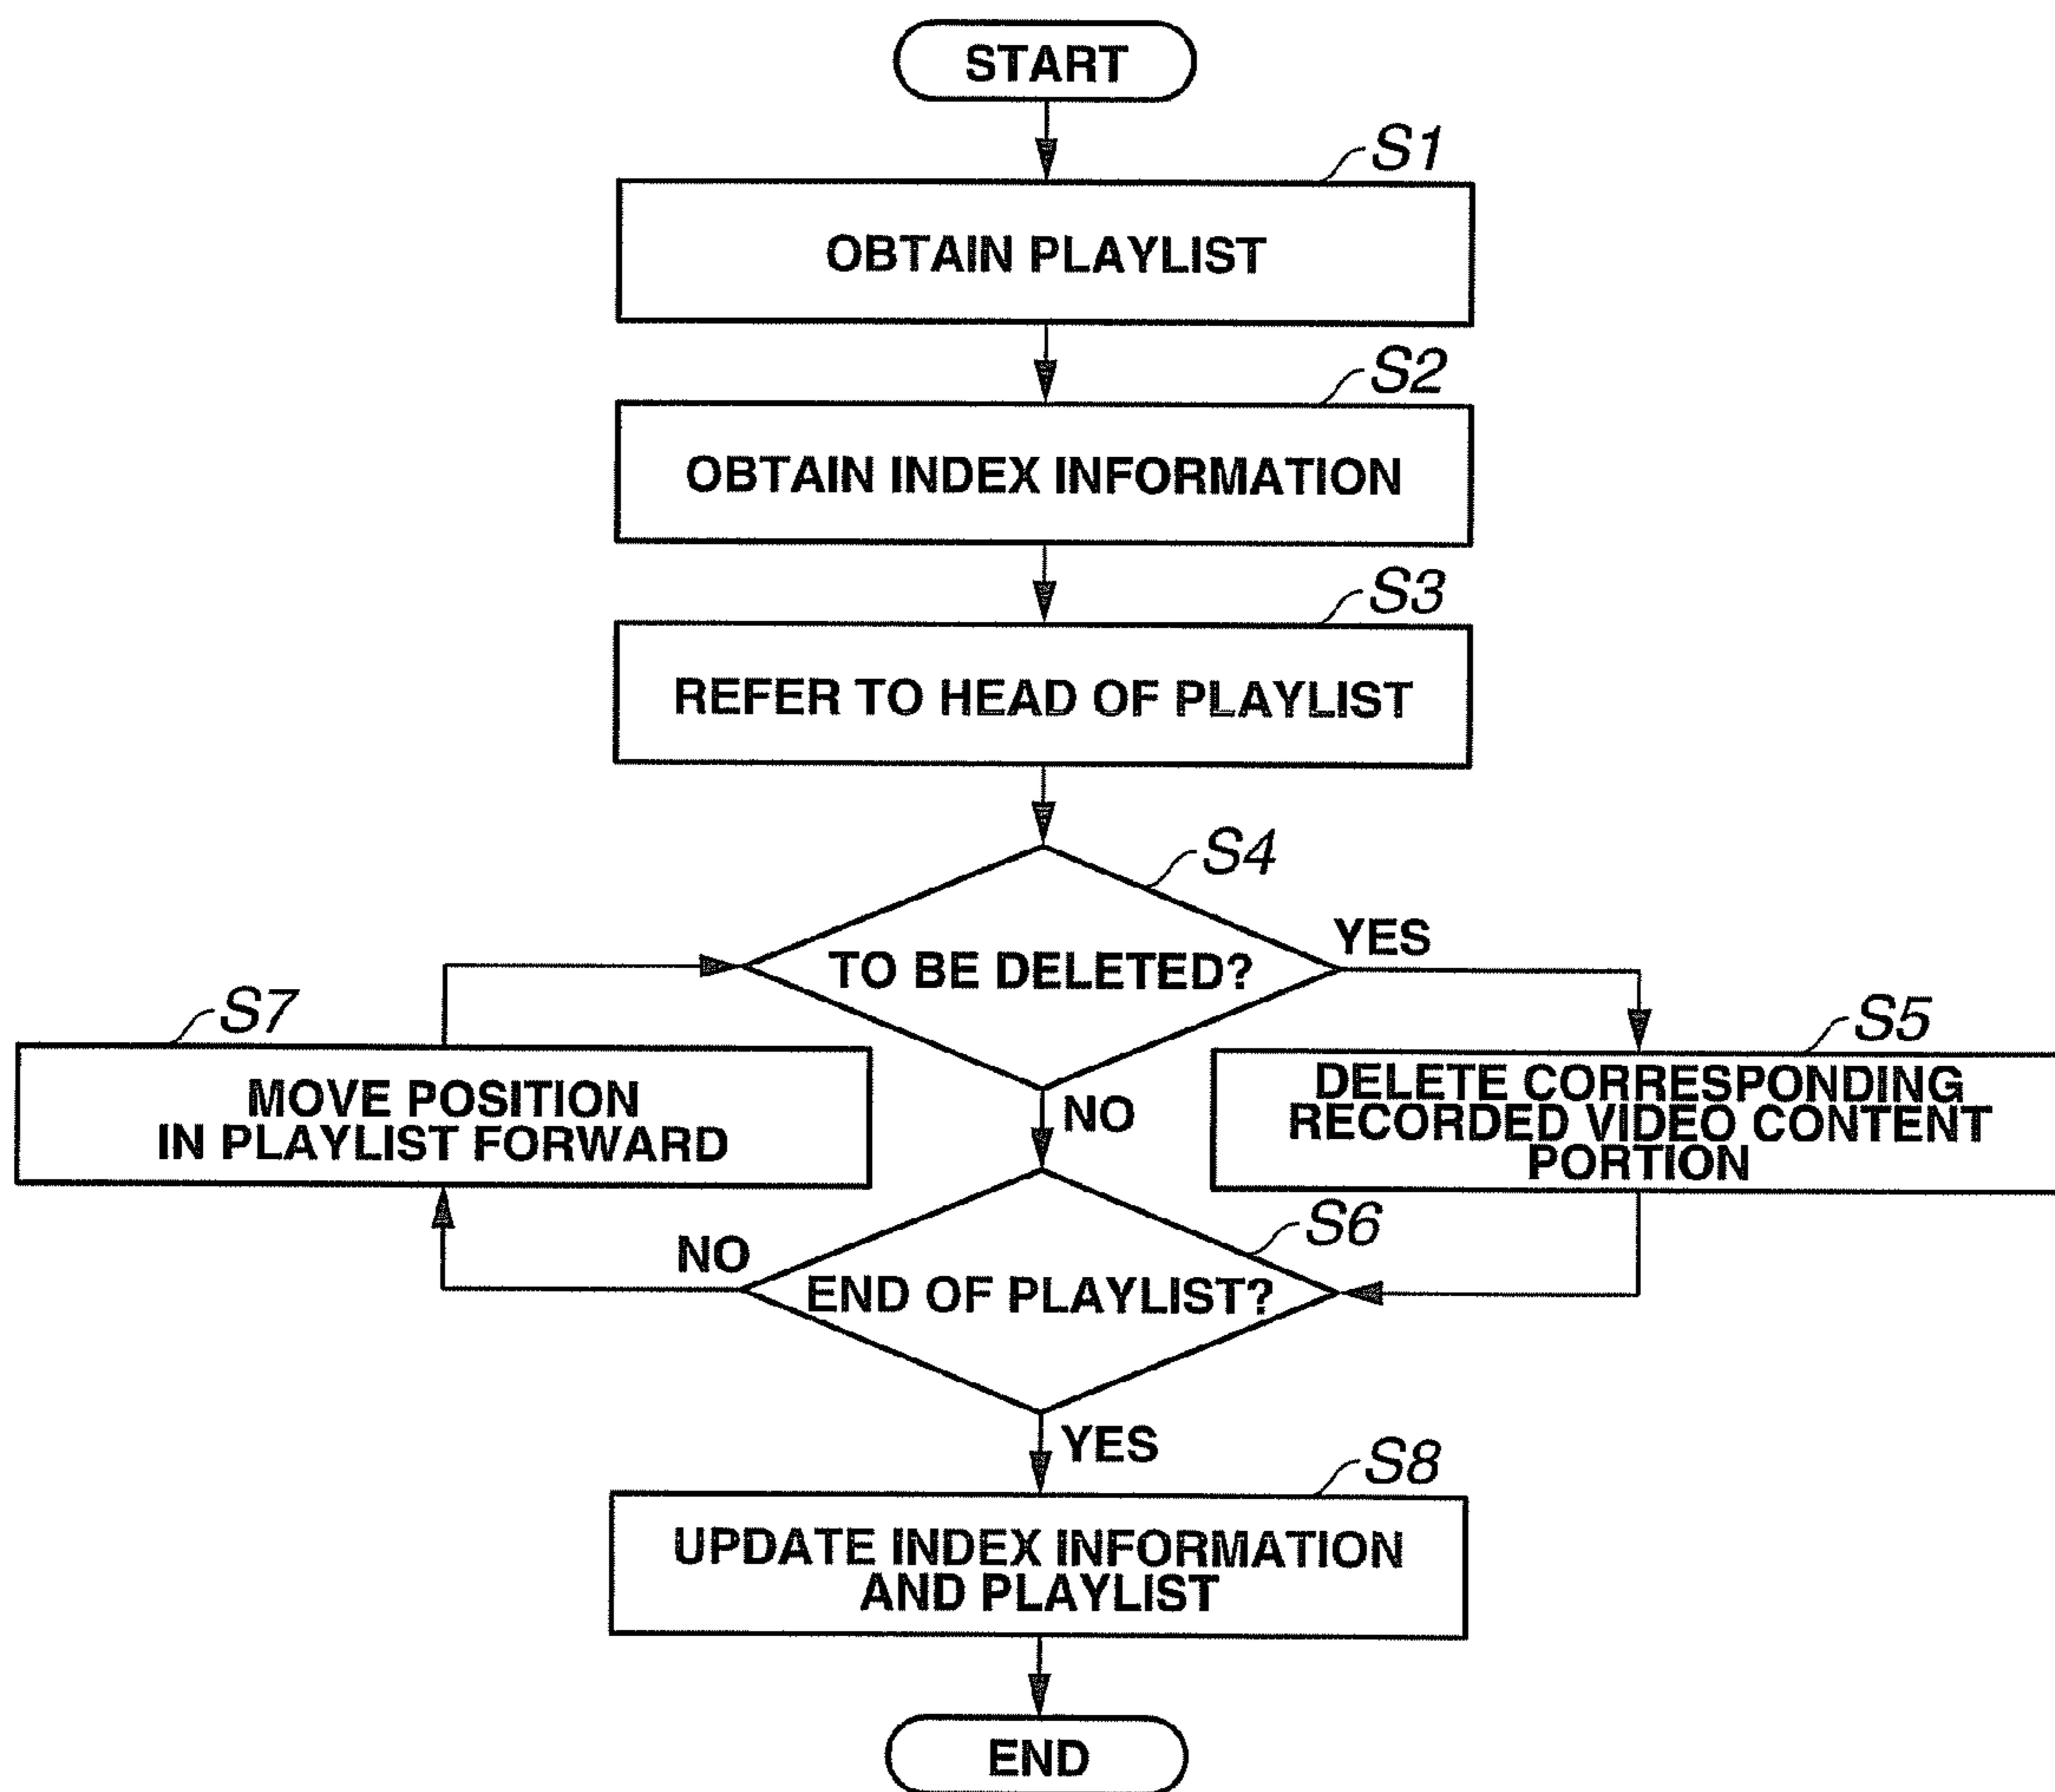 START
S1
OBTAIN PLAYLIST
S2
OBTAIN INDEX INFORMATION
S3
REFER TO HEAD OF PLAYLIST
S4
TO BE DELETED?
YES
NO
S5
DELETE CORRESPONDING
RECORDED VIDEO CONTENT
PORTION
S7
MOVE POSITION
IN PLAYLIST FORWARD
S6
END OF PLAYLIST?
NO
YES
S8
UPDATE INDEX INFORMATION
AND PLAYLIST
END